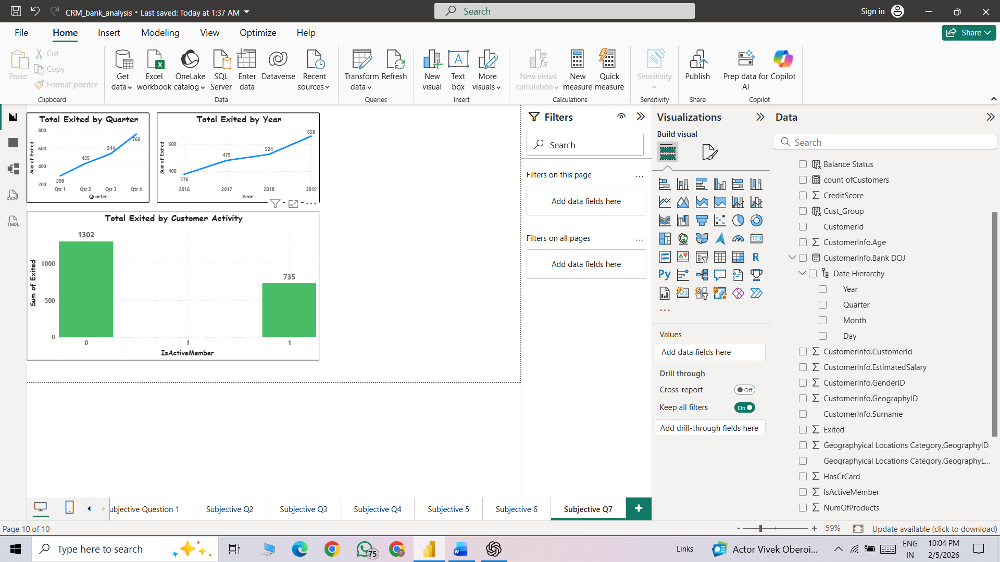 CRM_bank_analysis • Last saved: Today at 1:37 AM
Search
Sign in
File
Home
Insert
Modeling
View
Optimize
Help
Share
Paste
Cut
Copy
Format painter
Clipboard
Get data
Excel workbook
OneLake catalog
SQL Server
Enter data
Dataverse
Recent sources
Data
Transform data
Refresh
Queries
New visual
Text box
More visuals
Insert
New visual calculation
New measure
Quick measure
Calculations
Sensitivity
Sensitivity
Publish
Share
Prep data for AI
Copilot
Copilot
DAX
TMDL
Total Exited by Quarter
Sum of Exited
800
600
400
200
298
435
544
760
Qtr 1
Qtr 2
Qtr 3
Qtr 4
Quarter
Total Exited by Year
Sum of Exited
600
400
376
479
524
658
2016
2017
2018
2019
Year
Total Exited by Customer Activity
Sum of Exited
1000
500
0
1302
735
0
1
1
IsActiveMember
Filters
Search
Filters on this page
...
Add data fields here
Filters on all pages
...
Add data fields here
Visualizations
Build visual
123
R
Py
123
...
Values
Add data fields here
Drill through
Cross-report
Off
Keep all filters
On
Add drill-through fields here
Data
Search
Balance Status
count ofCustomers
CreditScore
Cust_Group
CustomerId
CustomerInfo.Age
CustomerInfo.Bank DOJ
Date Hierarchy
Year
Quarter
Month
Day
CustomerInfo.CustomerId
CustomerInfo.EstimatedSalary
CustomerInfo.GenderID
CustomerInfo.GeographyID
CustomerInfo.Surname
Exited
Geographyical Locations Category.GeographyID
Geographyical Locations Category.GeographyL...
HasCrCard
IsActiveMember
NumOfProducts
ubjective Question 1
Subjective Q2
Subjective Q3
Subjective Q4
Subjective 5
Subjective 6
Subjective Q7
+
Page 10 of 10
- + 59%
Update available (click to download)
Type here to search
75
Links
Actor Vivek Oberoi...
ENG
IN
10:04 PM
2/5/2026